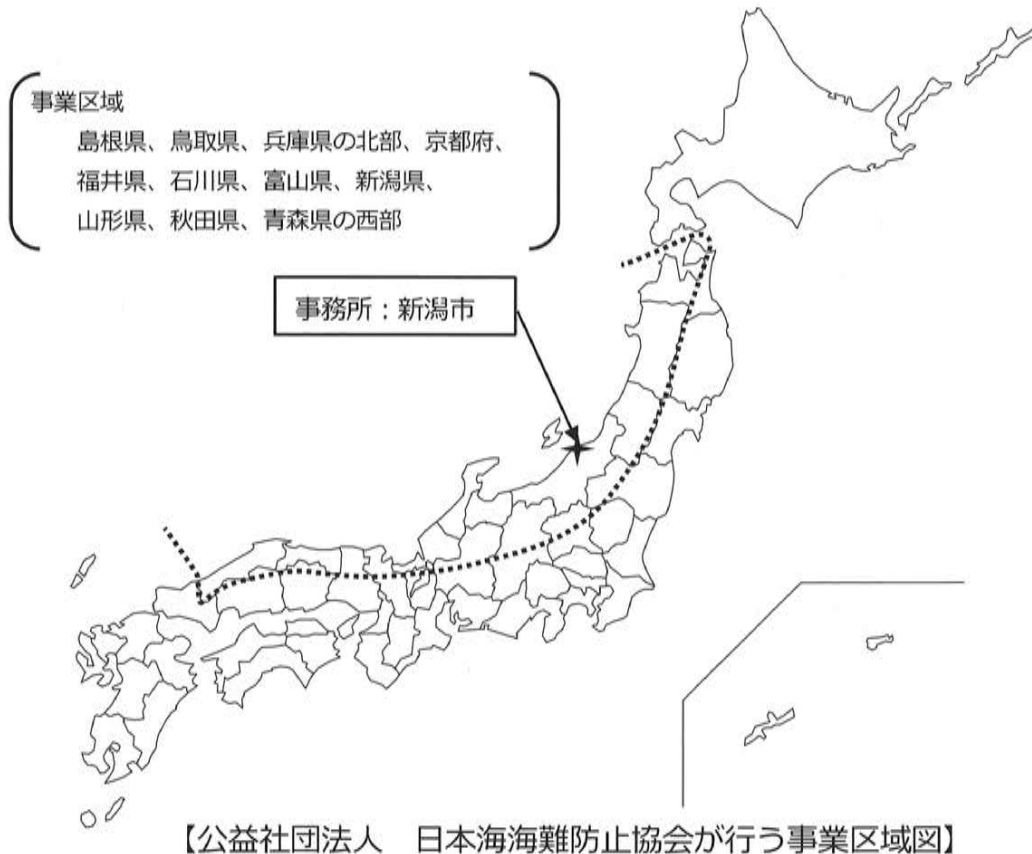 事業区域
島根県、鳥取県、兵庫県の北部、京都府、
福井県、石川県、富山県、新潟県、
山形県、秋田県、青森県の西部
事務所：新潟市
【公益社団法人　日本海海難防止協会が行う事業区域図】